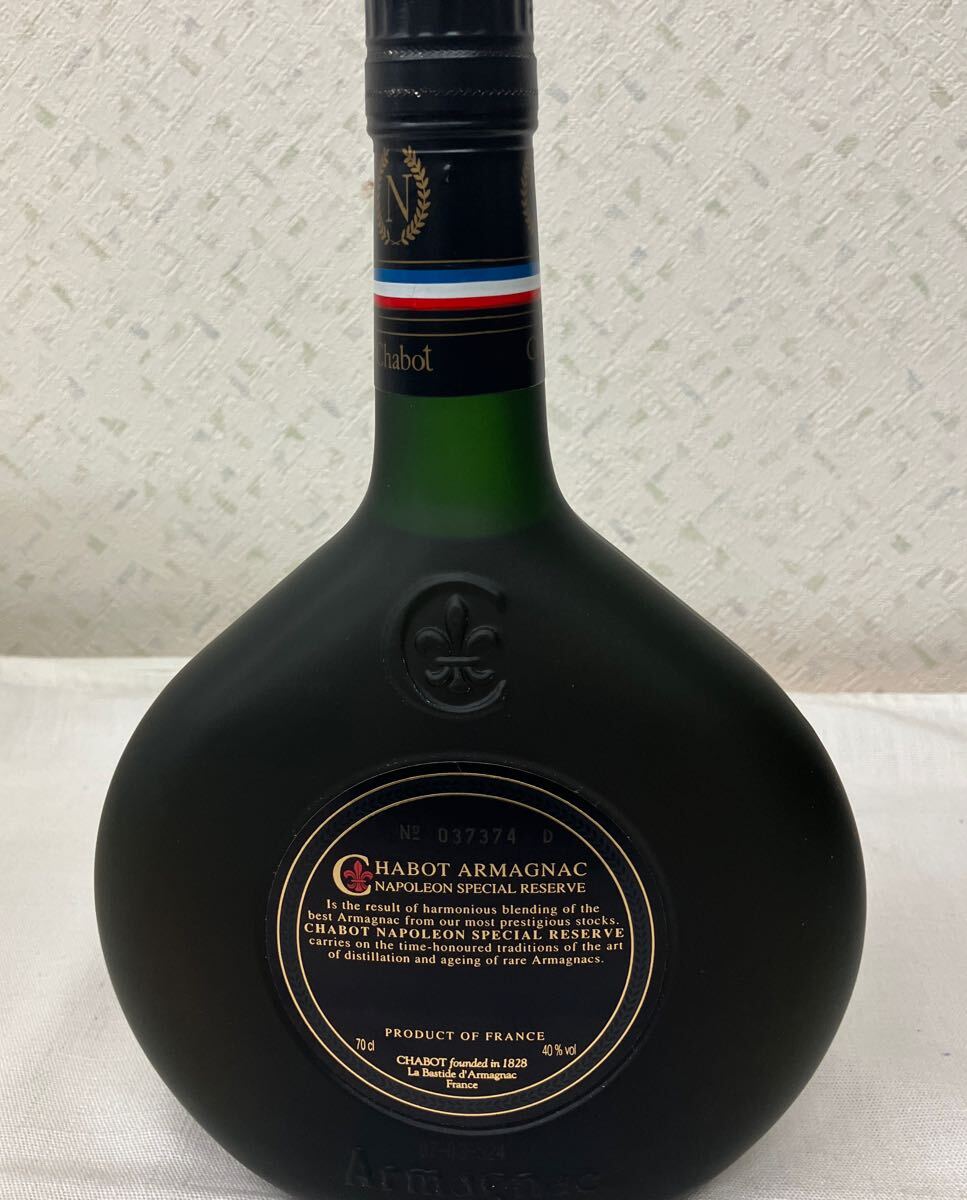 N
Chabot
C
Nº 037374 D
CHABOT ARMAGNAC
NAPOLEON SPECIAL RESERVE
Is the result of harmonious blending of the
best Armagnac from our most prestigious stocks.
CHABOT NAPOLEON SPECIAL RESERVE
carries on the time-honoured traditions of the art
of distillation and ageing of rare Armagnacs.
PRODUCT OF FRANCE
70 cl
40 % vol
CHABOT founded in 1828
La Bastide d'Armagnac
France
Armagnac